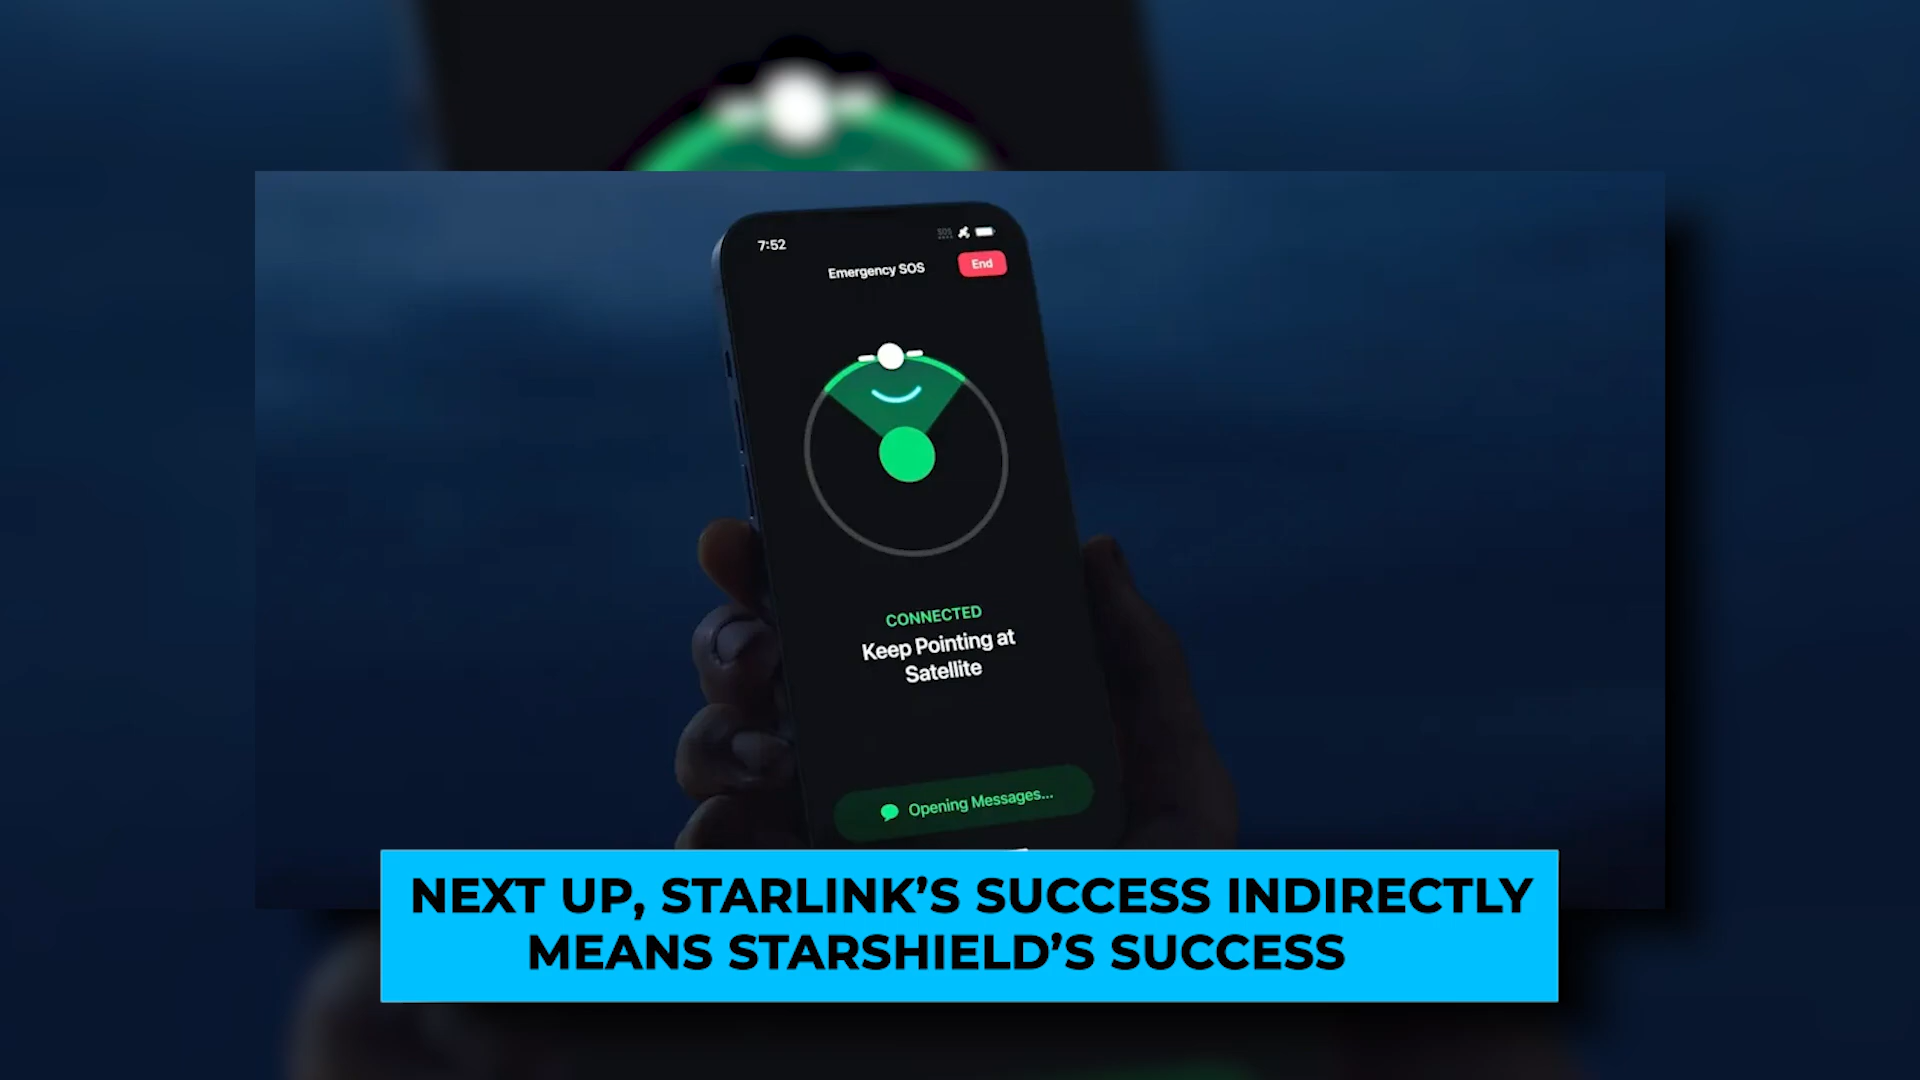 7:52
SOS
Emergency SOS
End
CONNECTED
Keep Pointing at
Satellite
Opening Messages...
NEXT UP, STARLINK’S SUCCESS INDIRECTLY
MEANS STARSHIELD’S SUCCESS